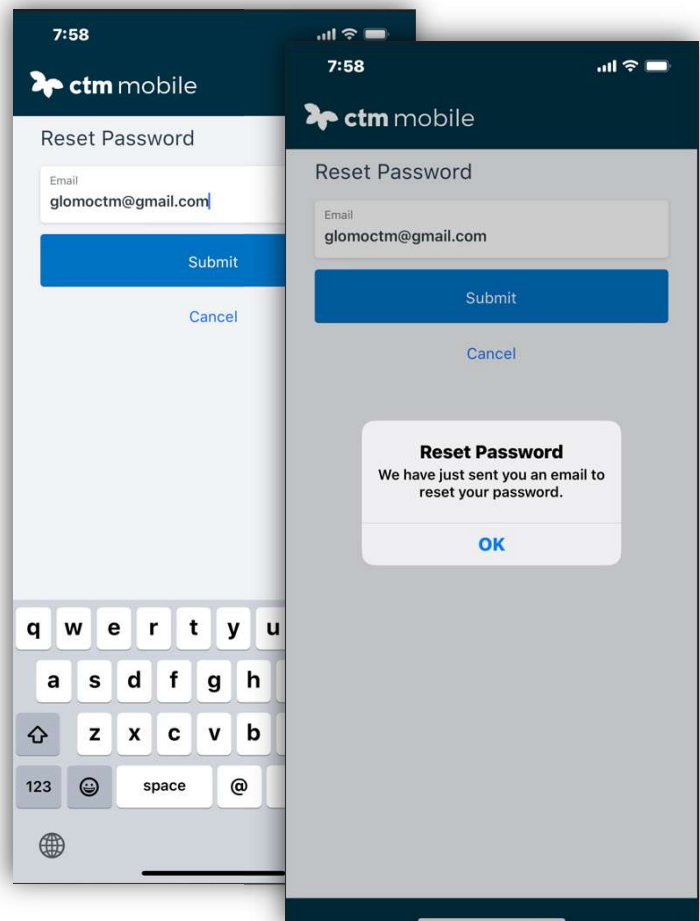 7:58
ctm mobile
Reset Password
Email
glomoctm@gmail.com
Submit
Cancel
q w e r t y u
a s d f g h
z x c v b
123 space @
7:58
ctm mobile
Reset Password
Email
glomoctm@gmail.com
Submit
Cancel
Reset Password
We have just sent you an email to
reset your password.
OK